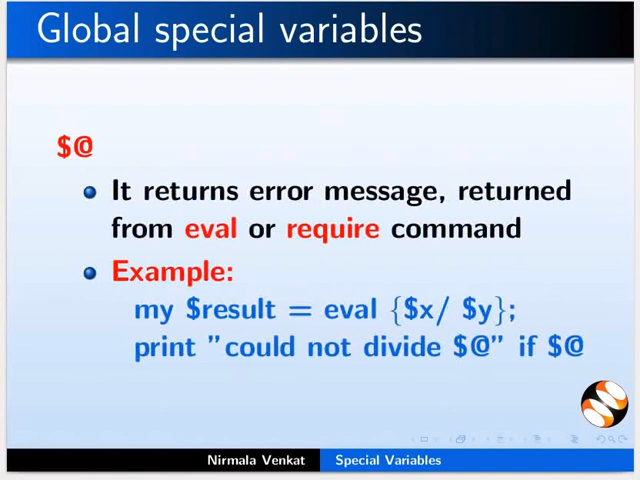 Global special variables
$@
It returns error message, returned
from eval or require command
Example:
my $result = eval {$x/ $y};
print ”could not divide $@” if $@
Nirmala Venkat
Special Variables